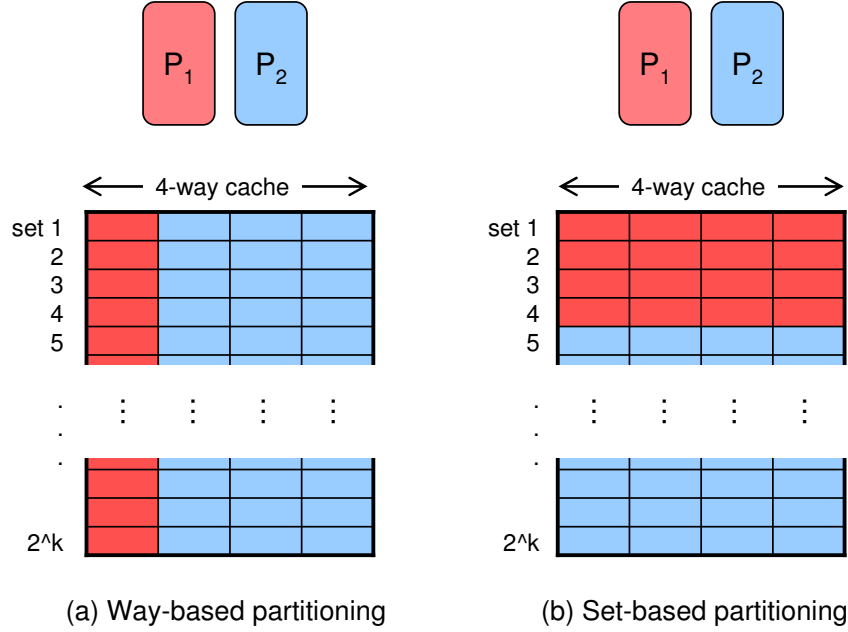 P1 P2
4-way cache
set 1
2
3
4
5
.
.
.
2^k
(a) Way-based partitioning
P1 P2
4-way cache
set 1
2
3
4
5
.
.
.
2^k
(b) Set-based partitioning